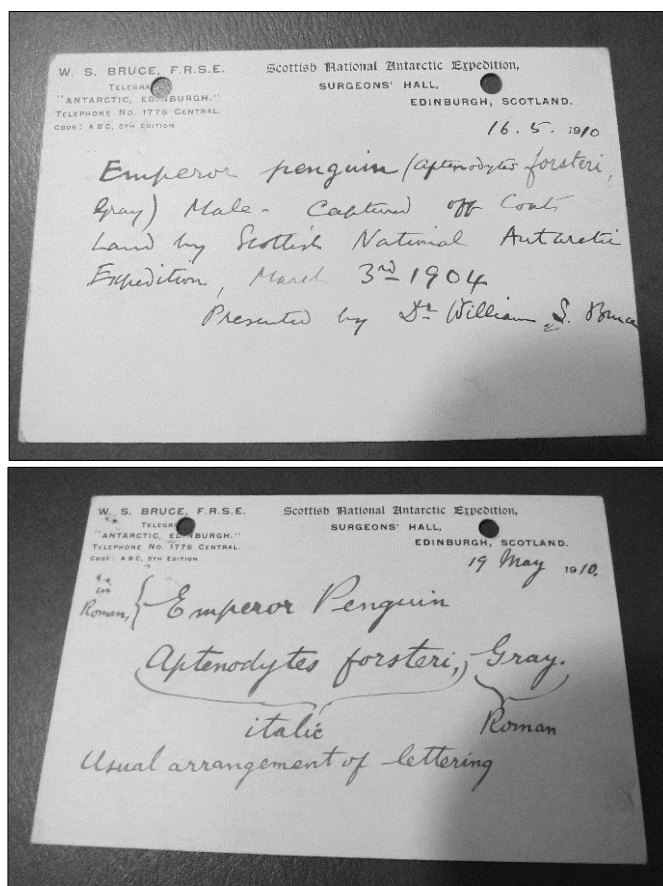 W. S. BRUCE, F.R.S.E.
TELEGRA
"ANTARCTIC, EDINBURGH."
TELEPHONE NO. 1776 CENTRAL.
CODE: A B C, 5TH EDITION
Scottish National Antarctic Expedition,
SURGEONS' HALL,
EDINBURGH, SCOTLAND.
16. 5. 1910
Emperor penguin (Aptenodytes forsteri,
Gray) Male - Captured off Coats
Land by Scottish National Antarctic
Expedition, March 3rd 1904
Presented by Dr William S. Bruce
W. S. BRUCE, F.R.S.E.
TELEGRA
"ANTARCTIC, EDINBURGH."
TELEPHONE NO. 1776 CENTRAL.
CODE: A B C, 5TH EDITION
Scottish National Antarctic Expedition,
SURGEONS' HALL,
EDINBURGH, SCOTLAND.
19 May 1910.
in
Roman, { Emperor Penguin
Aptenodytes forsteri, Gray.
italic Roman
Usual arrangement of lettering